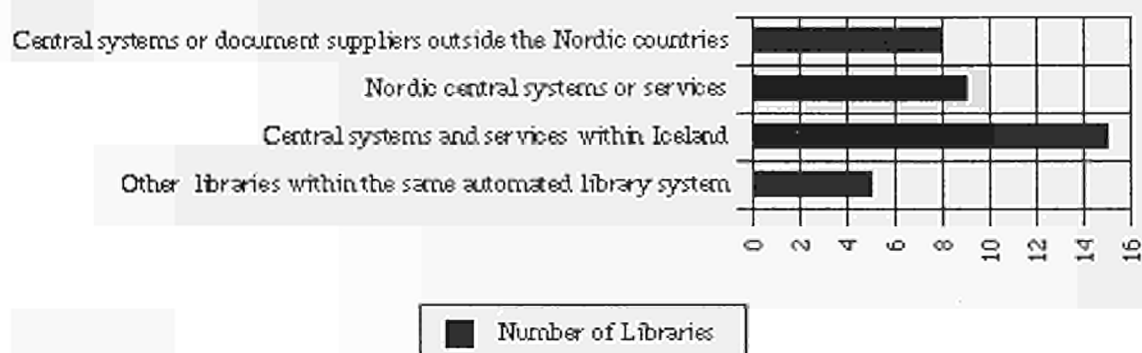 Central systems or document suppliers outside the Nordic countries
Nordic central systems or services
Central systems and services within Iceland
Other libraries within the same automated library system
0 2 4 6 8 10 12 14 16
Number of Libraries